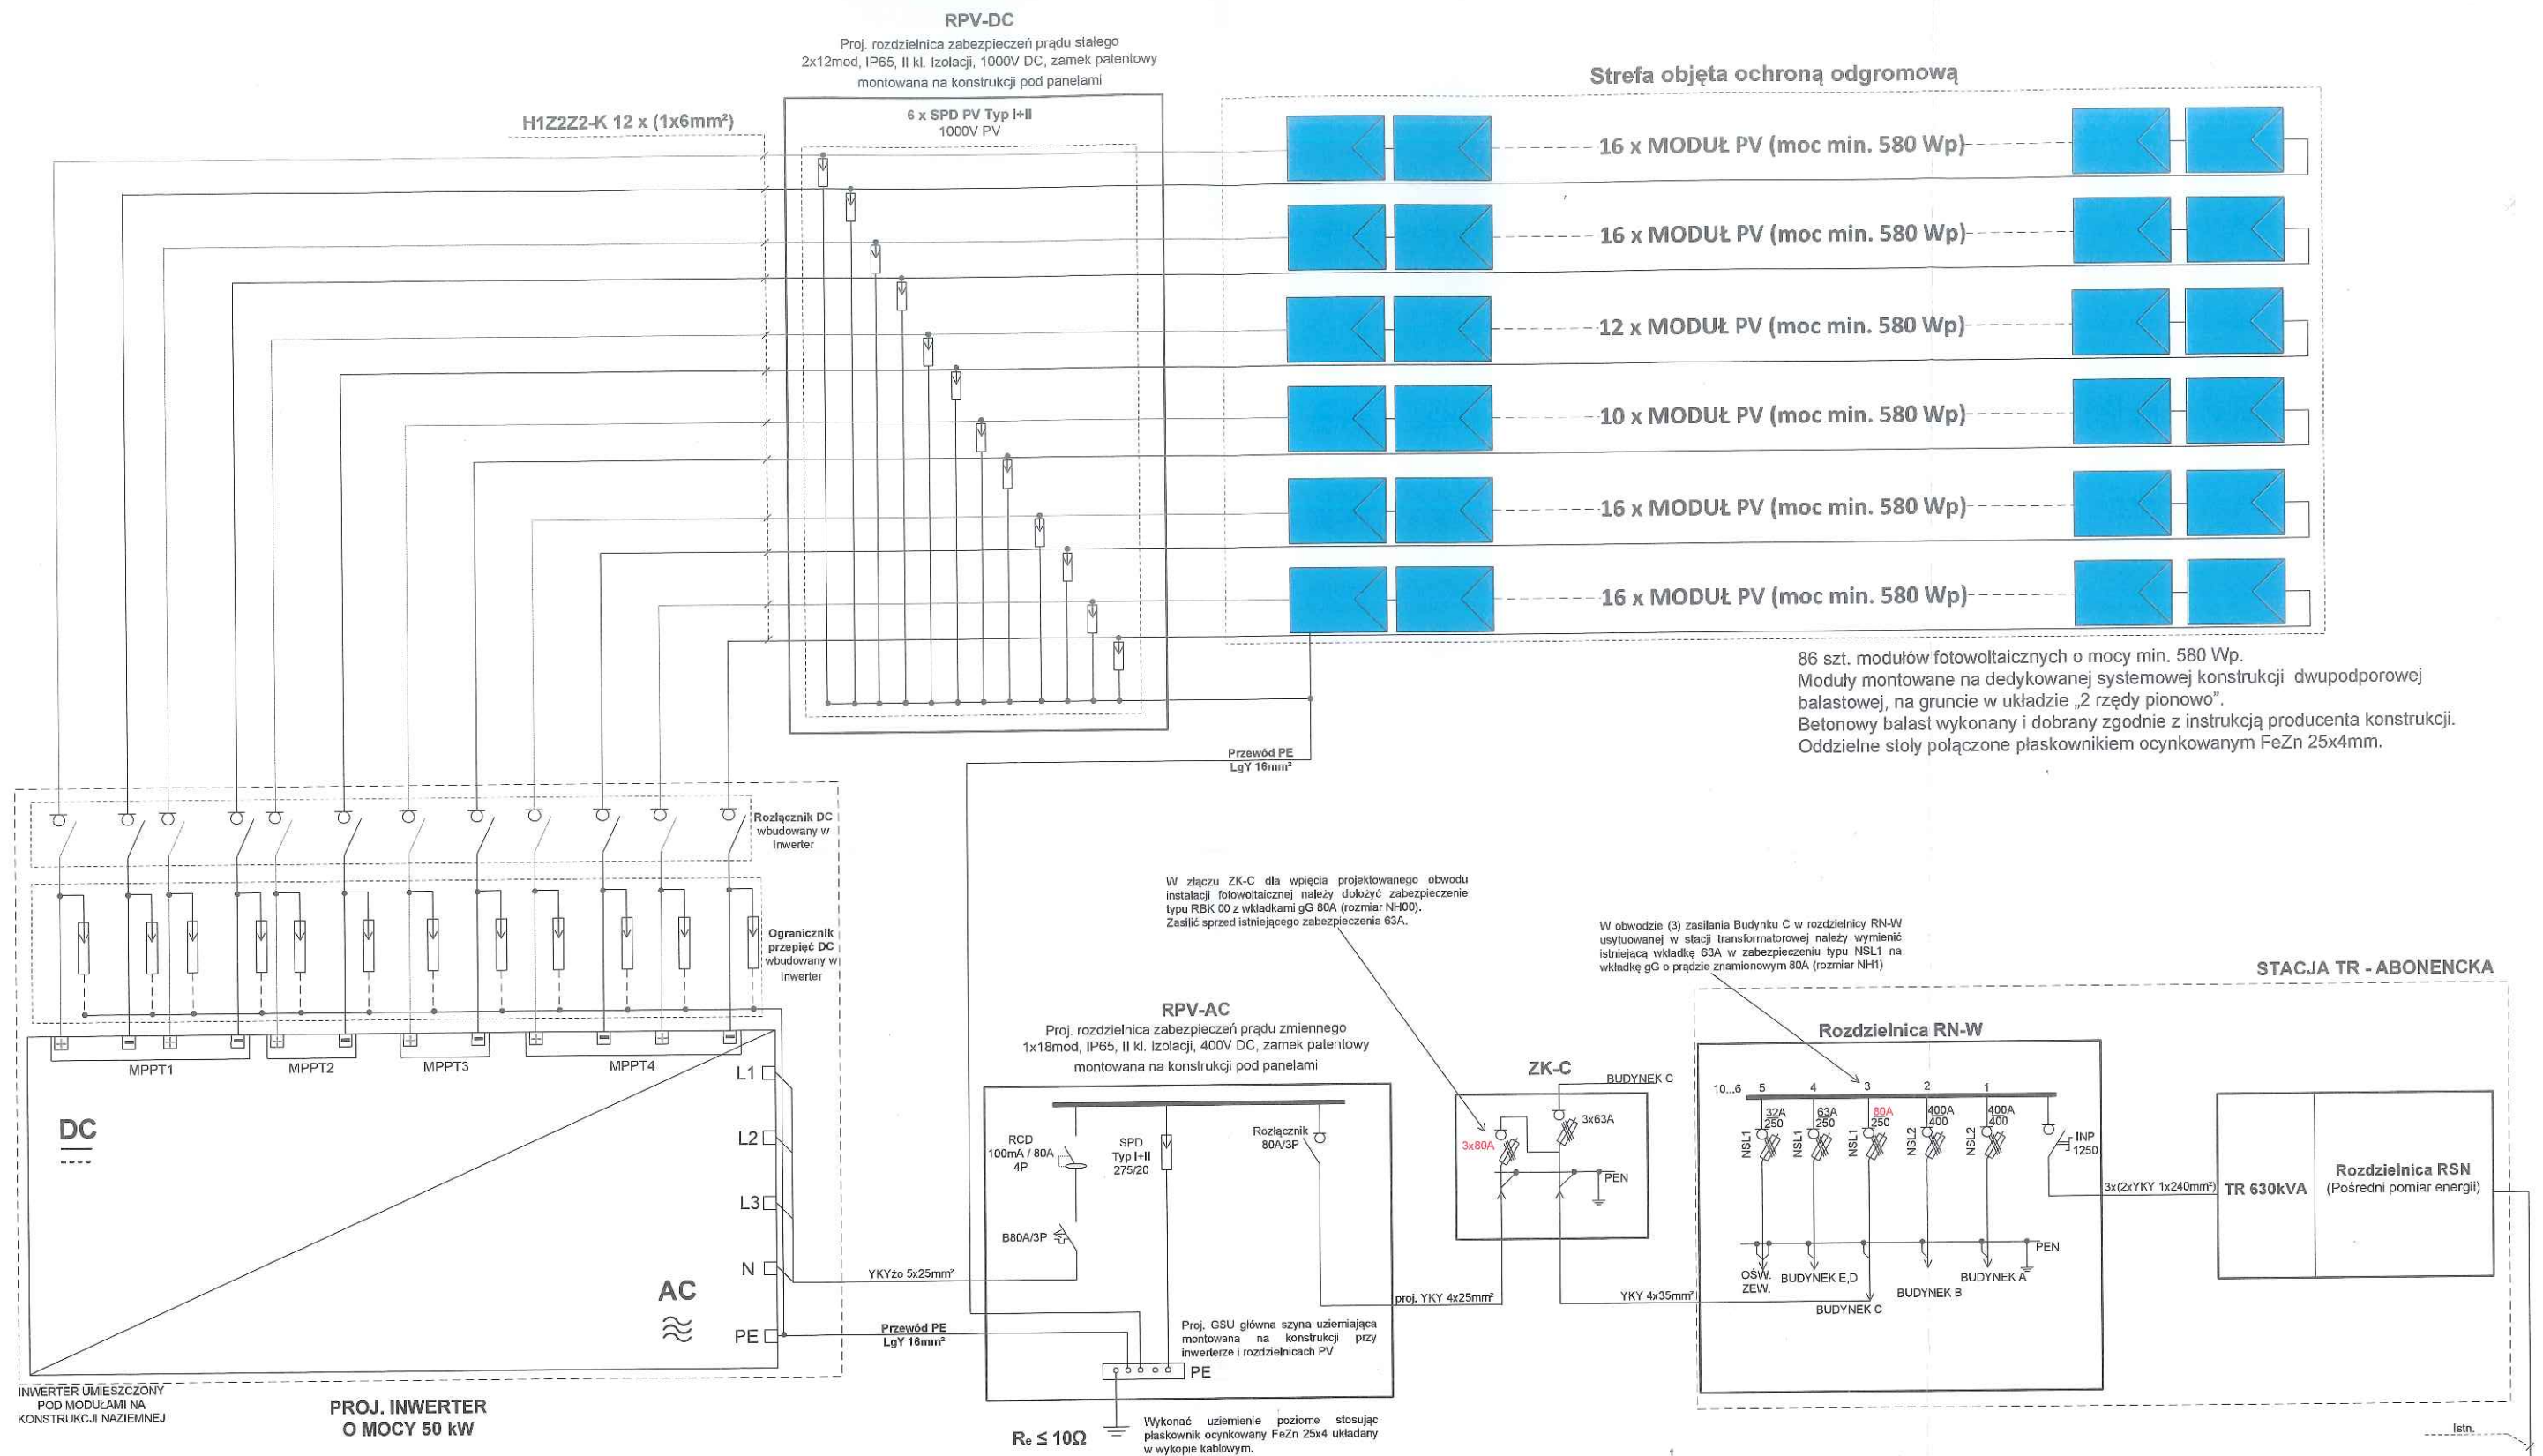 RPV-DC
Proj. rozdzielnica zabezpieczeń prądu stałego
2x12mod, IP65, II kl. Izolacji, 1000V DC, zamek patentowy
montowana na konstrukcji pod panelami
Strefa objęta ochroną odgromową
H1Z2Z2-K 12 x (1x6mm²)
6 x SPD PV Typ I+II
1000V PV
16 x MODUŁ PV (moc min. 580 Wp)
16 x MODUŁ PV (moc min. 580 Wp)
12 x MODUŁ PV (moc min. 580 Wp)
10 x MODUŁ PV (moc min. 580 Wp)
16 x MODUŁ PV (moc min. 580 Wp)
16 x MODUŁ PV (moc min. 580 Wp)
86 szt. modułów fotowoltaicznych o mocy min. 580 Wp.
Moduly montowane na dedykowanej systemowej konstrukcji dwupodporowej
balastowej, na gruncie w układzie „2 rzędy pionowo”.
Betonowy balast wykonany i dobrany zgodnie z instrukcją producenta konstrukcji.
Oddzielne stoly połączone płaskownikiem ocynkowanym FeZn 25x4mm.
Przewód PE
LgY 16mm²
Rozłącznik DC
wbudowany w
Inwerter
Ogranicznik
przepięć DC
wbudowany w
Inwerter
MPPT1
MPPT2
MPPT3
MPPT4
DC
AC
L1
L2
L3
N
PE
YKYżo 5x25mm²
Przewód PE
LgY 16mm²
INWERTER UMIESZCZONY
POD MODUŁAMI NA
KONSTRUKCJI NAZIEMNEJ
PROJ. INWERTER
O MOCY 50 kW
RPV-AC
Proj. rozdzielnica zabezpieczeń prądu zmiennego
1x18mod, IP65, II kl. Izolacji, 400V DC, zamek patentowy
montowana na konstrukcji pod panelami
RCD
100mA / 80A
4P
SPD
Typ I+II
275/20
Rozłącznik
80A/3P
B80A/3P
Proj. GSU główna szyna uziemiająca
montowana na konstrukcji przy
inwerterze i rozdzielnicach PV
PE
Re ≤ 10Ω
Wykonać uziemienie poziome stosując
płaskownik ocynkowany FeZn 25x4 układany
w wykopie kablowym.
W złączu ZK-C dla wpięcia projektowanego obwodu
instalacji fotowoltaicznej należy dołożyć zabezpieczenie
typu RBK 00 z wkładkami gG 80A (rozmiar NH00).
Zasilić sprzed istniejącego zabezpieczenia 63A.
ZK-C
BUDYNEK C
3x63A
3x80A
PEN
proj. YKY 4x25mm²
YKY 4x35mm²
W obwodzie (3) zasilania Budynku C w rozdzielnicy RN-W
usytuowanej w stacji transformatorowej należy wymienić
istniejącą wkładkę 63A w zabezpieczeniu typu NSL1 na
wkładkę gG o prądzie znamionowym 80A (rozmiar NH1)
STACJA TR - ABONENCKA
Rozdzielnica RN-W
10...6 5 4 3 2 1
32A 63A 80A 400A 400A
250 250 250 400 400
NSL1 NSL1 NSL1 NSL2 NSL2
INP
1250
PEN
OŚW.
ZEW.
BUDYNEK E,D
BUDYNEK C
BUDYNEK B
BUDYNEK A
3x(2xYKY 1x240mm²)
TR 630kVA
Rozdzielnica RSN
(Pośredni pomiar energii)
Istn.